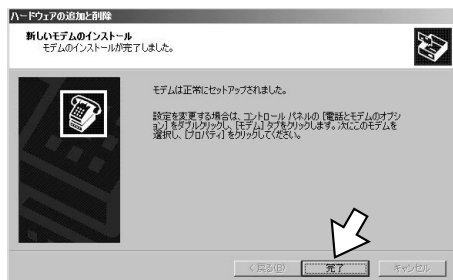 ハードウェアの追加と削除
新しいモデムのインストール
モデムのインストールが完了しました。
モデムは正常にセットアップされました。
設定を変更する場合は、コントロール パネルの [電話とモデムのオプシ
ョン] をダブルクリックし、[モデム] タブをクリックします。次にこのモデムを
選択し、[プロパティ] をクリックしてください。
< 戻る(B)
完了
キャンセル